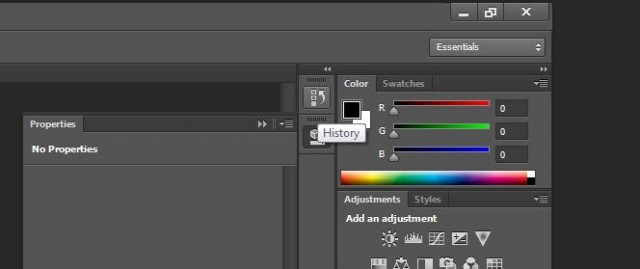 Essentials
Color
Swatches
R
0
G
0
B
0
History
Properties
No Properties
Adjustments
Styles
Add an adjustment